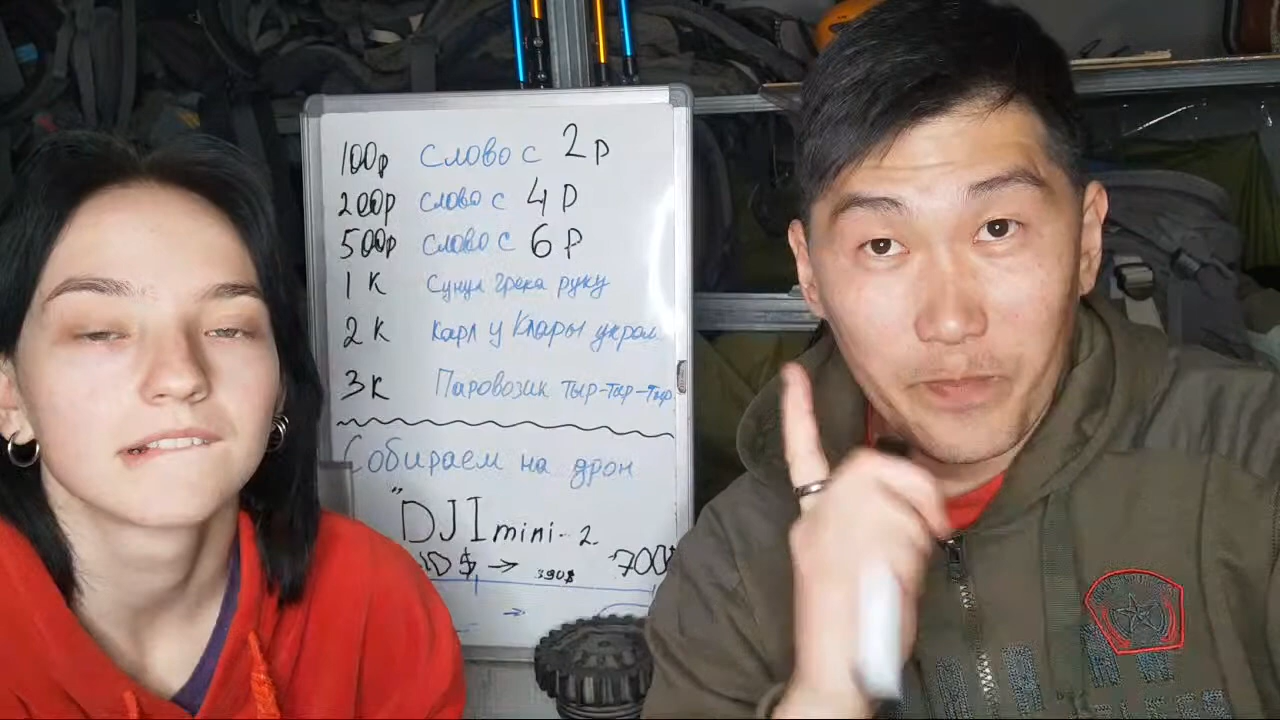 100р слово с 2 Р
200р слово с 4 Р
500р слово с 6 Р
1 К Сунул грека руку
2 К Карл у Клары украл
3 К Паровозик тыр-тыр-тыр
Собираем на дрон
"DJI mini-2
0$ → 390$ 700$